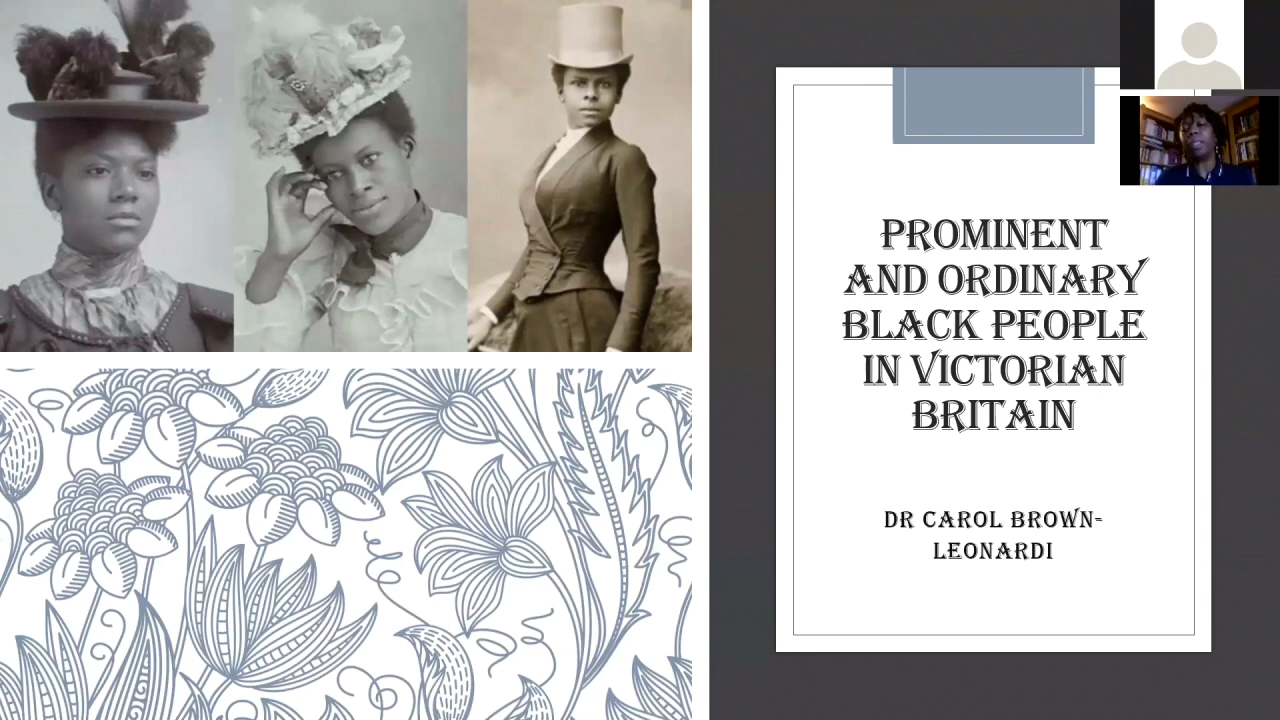 PROMINENT
AND ORDINARY
BLACK PEOPLE
IN VICTORIAN
BRITAIN
DR CAROL BROWN-
LEONARDI